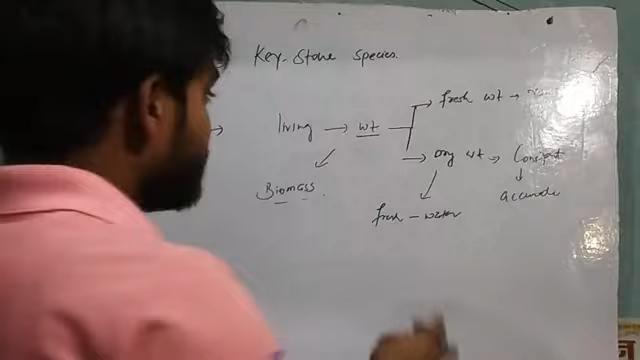 Key-Stone Species.
→ fresh wt →
living → wt
→ Dry wt → Constant
↓
Biomass.
accurate
fresh - water